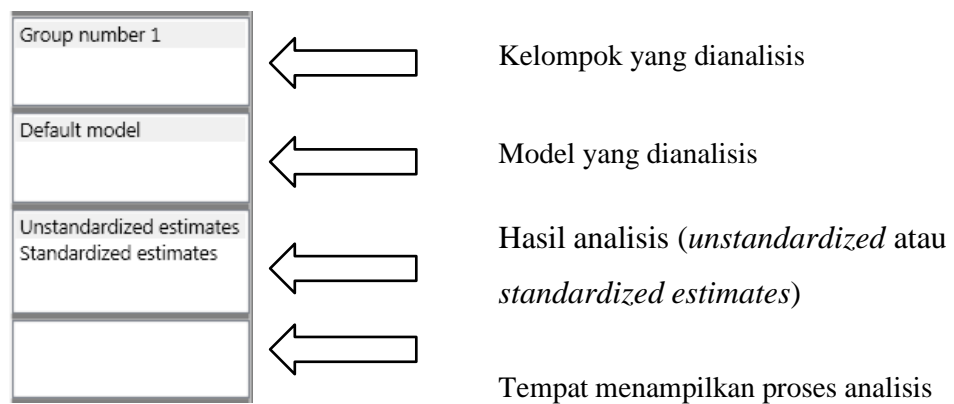 Group number 1
Kelompok yang dianalisis
Default model
Model yang dianalisis
Unstandardized estimates
Standardized estimates
Hasil analisis (unstandardized atau
standardized estimates)
Tempat menampilkan proses analisis